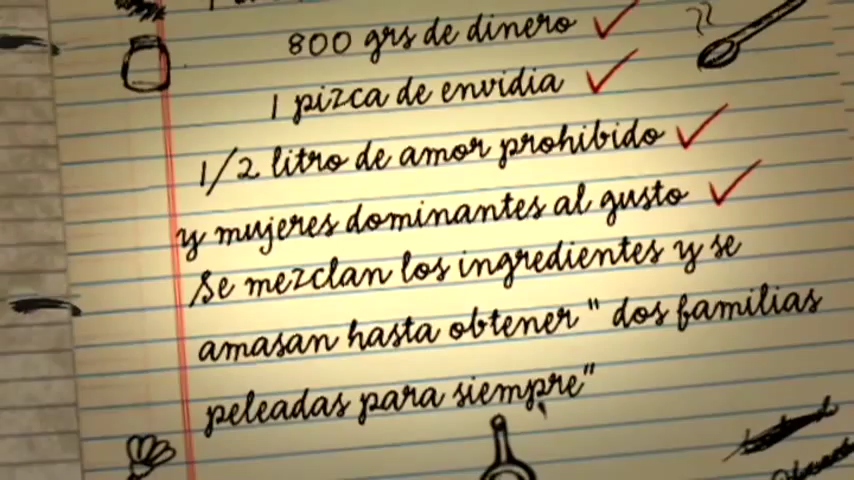 800 grs de dinero
1 pizca de envidia
1/2 litro de amor prohibido
y mujeres dominantes al gusto
Se mezclan los ingredientes y se
amasan hasta obtener " dos familias
peleadas para siempre"